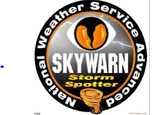 National Weather Service Advanced
SKYWARN
Storm
Spotter